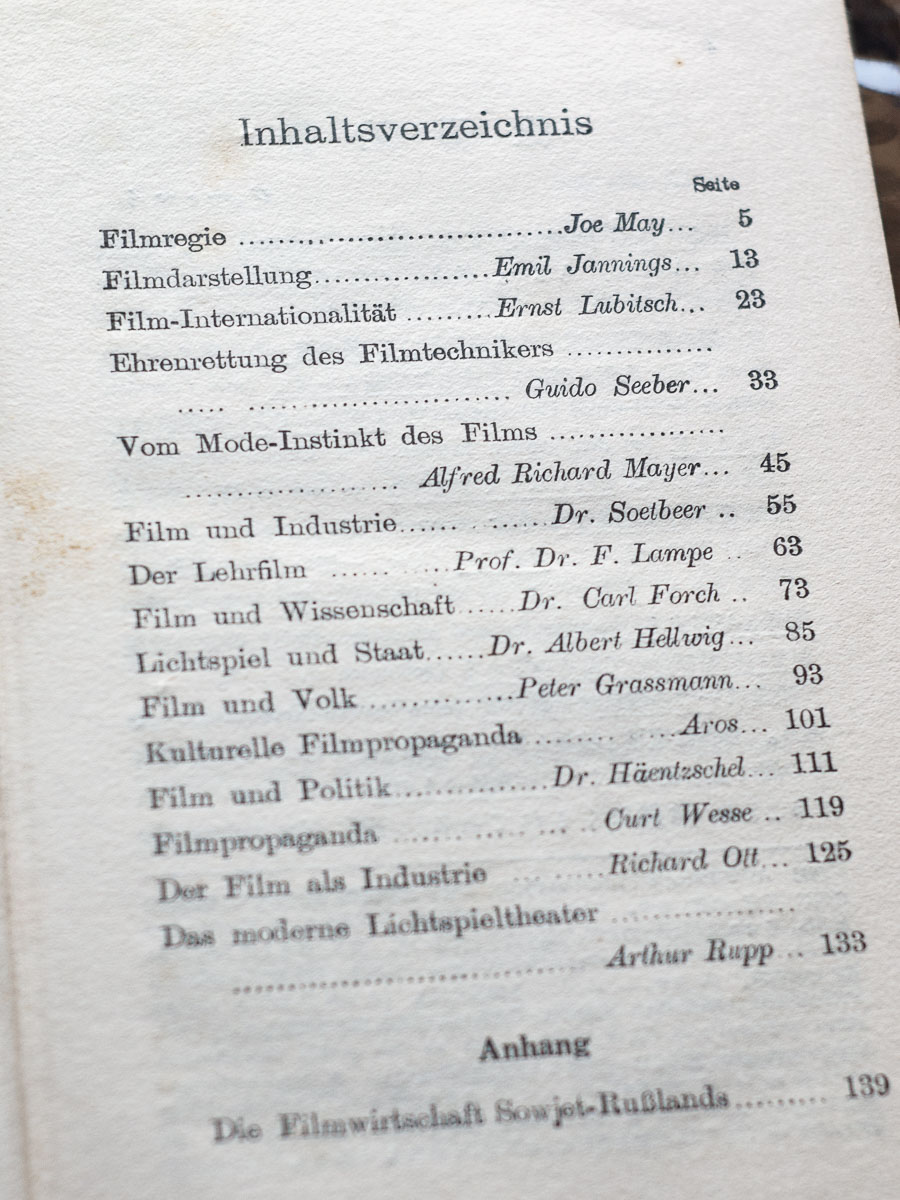 Inhaltsverzeichnis
Seite
Filmregie ................................. Joe May... 5
Filmdarstellung.................. Emil Jannings... 13
Film-Internationalität ......... Ernst Lubitsch... 23
Ehrenrettung des Filmtechnikers ...............
..... .......................... Guido Seeber... 33
Vom Mode-Instinkt des Films ..................
...................... Alfred Richard Mayer... 45
Film und Industrie...... . ...... Dr. Soetbeer .. 55
Der Lehrfilm ...... . ... Prof. Dr. F. Lampe .. 63
Film und Wissenschaft...... Dr. Carl Forch .. 73
Lichtspiel und Staat...... Dr. Albert Hellwig... 85
Film und Volk ............... Peter Grassmann... 93
Kulturelle Filmpropaganda ........ .... Aros... 101
Film und Politik................ Dr. Häentzschel... 111
Filmpropaganda ...... ..... ... .. Curt Wesse .. 119
Der Film als Industrie ... ...... Richard Ott... 125
Das moderne Lichtspieltheater ..................
................................... Arthur Rupp .. 133
Anhang
Die Filmwirtschaft Sowjet-Rußlands......... 139